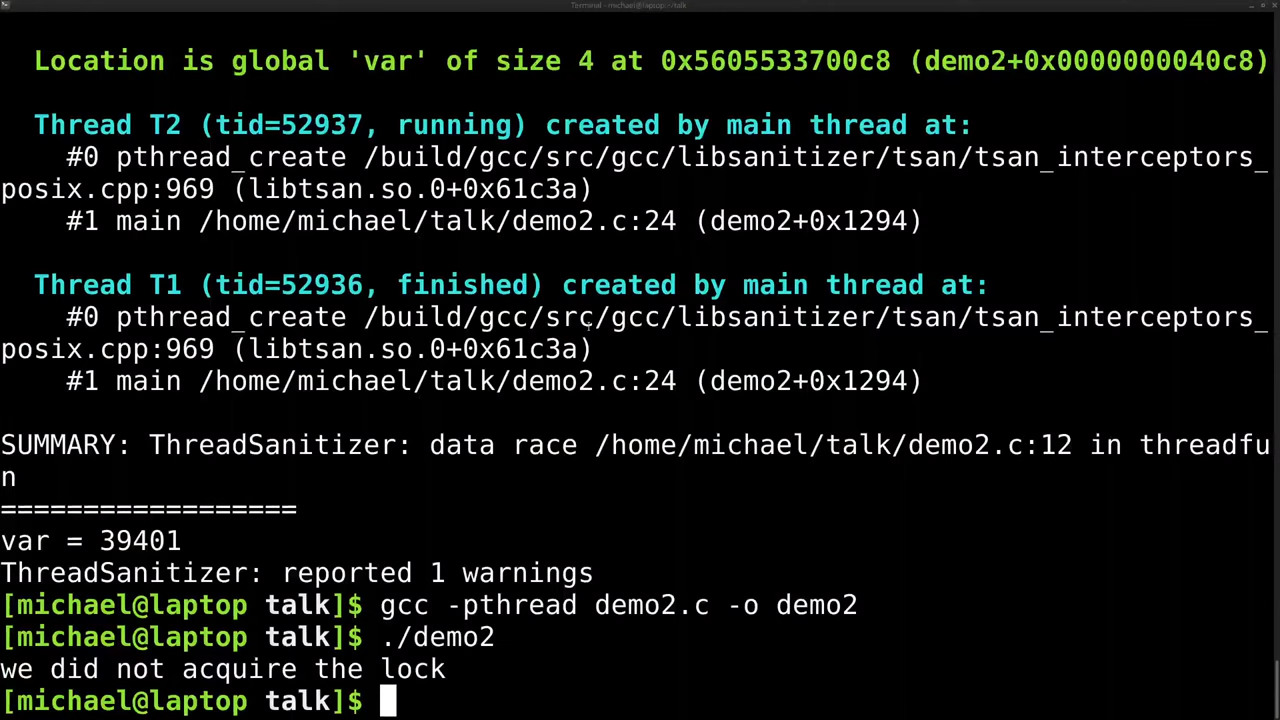 Terminal - michael@laptop:~/talk
Location is global 'var' of size 4 at 0x5605533700c8 (demo2+0x0000000040c8)
Thread T2 (tid=52937, running) created by main thread at:
#0 pthread_create /build/gcc/src/gcc/libsanitizer/tsan/tsan_interceptors_
posix.cpp:969 (libtsan.so.0+0x61c3a)
#1 main /home/michael/talk/demo2.c:24 (demo2+0x1294)
Thread T1 (tid=52936, finished) created by main thread at:
#0 pthread_create /build/gcc/src/gcc/libsanitizer/tsan/tsan_interceptors_
posix.cpp:969 (libtsan.so.0+0x61c3a)
#1 main /home/michael/talk/demo2.c:24 (demo2+0x1294)
SUMMARY: ThreadSanitizer: data race /home/michael/talk/demo2.c:12 in threadfu
n
==================
var = 39401
ThreadSanitizer: reported 1 warnings
[michael@laptop talk]$ gcc -pthread demo2.c -o demo2
[michael@laptop talk]$ ./demo2
we did not acquire the lock
[michael@laptop talk]$